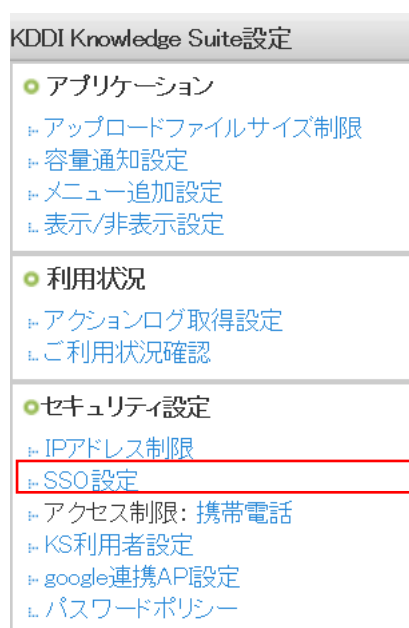 KDDI Knowledge Suite設定
アプリケーション
アップロードファイルサイズ制限
容量通知設定
メニュー追加設定
表示/非表示設定
利用状況
アクションログ取得設定
ご利用状況確認
セキュリティ設定
IPアドレス制限
SSO設定
アクセス制限: 携帯電話
KS利用者設定
google連携API設定
パスワードポリシー